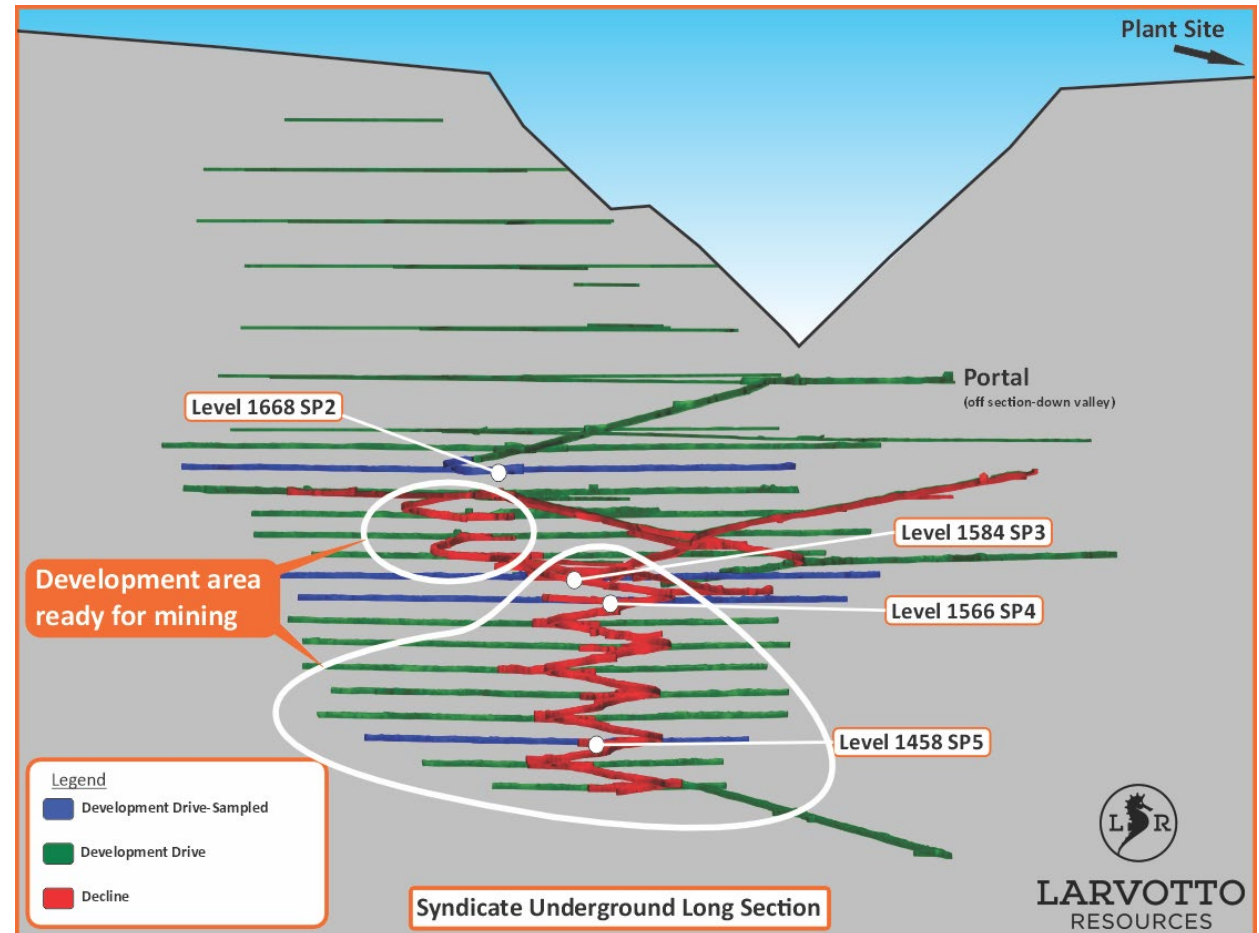 Plant Site
Portal
(off section-down valley)
Level 1668 SP2
Level 1584 SP3
Development area
ready for mining
Level 1566 SP4
Level 1458 SP5
Legend
Development Drive-Sampled
Development Drive
Decline
Syndicate Underground Long Section
L R
LARVOTTO
RESOURCES